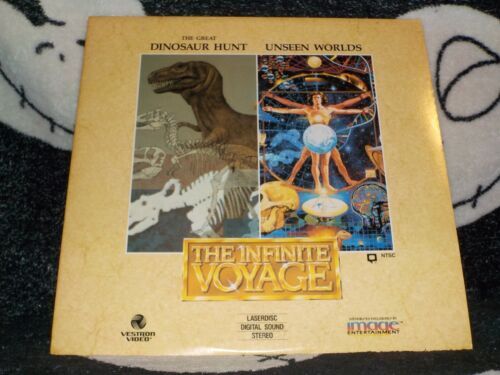 THE GREAT
DINOSAUR HUNT
UNSEEN WORLDS
THE INFINITE
VOYAGE
NTSC
VESTRON
VIDEO
LASERDISC
DIGITAL SOUND
STEREO
DISTRIBUTED EXCLUSIVELY BY
image
ENTERTAINMENT